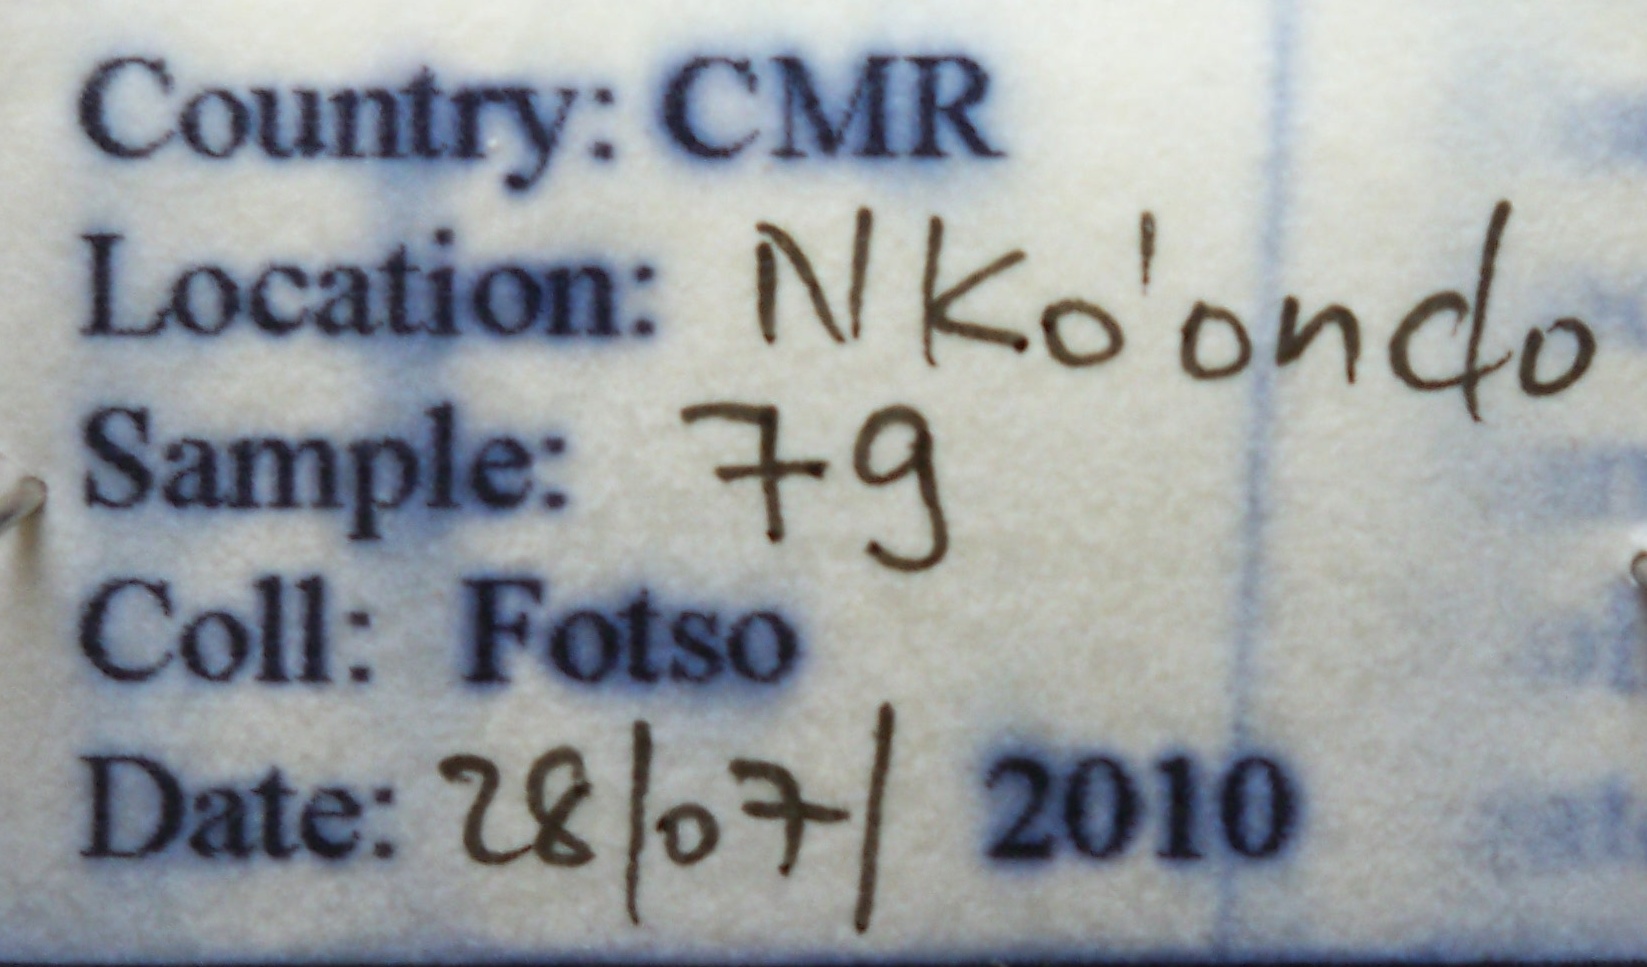 Country: CMR
Location: Nko'ondo
Sample: 79
Coll: Fotso
Date: 28/07/ 2010